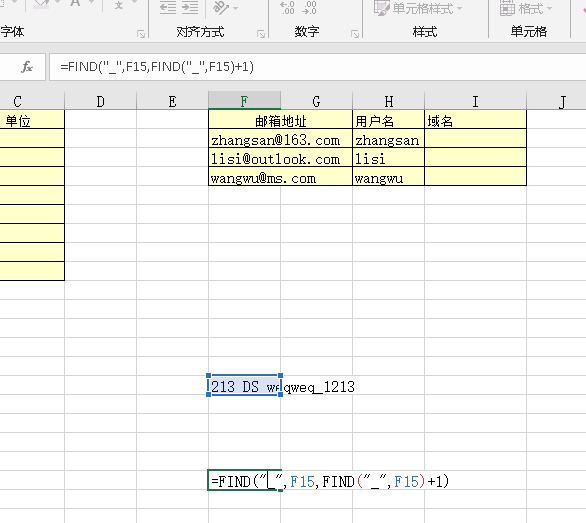 字体
对齐方式
数字
单元格样式
样式
格式
单元格
fx
=FIND("_",F15,FIND("_",F15)+1)
C D E F G H I J
单位 邮箱地址 用户名 域名
zhangsan@163.com zhangsan
lisi@outlook.com lisi
wangwu@ms.com wangwu
213 DS weqweq_1213
=FIND("_",F15,FIND("_",F15)+1)